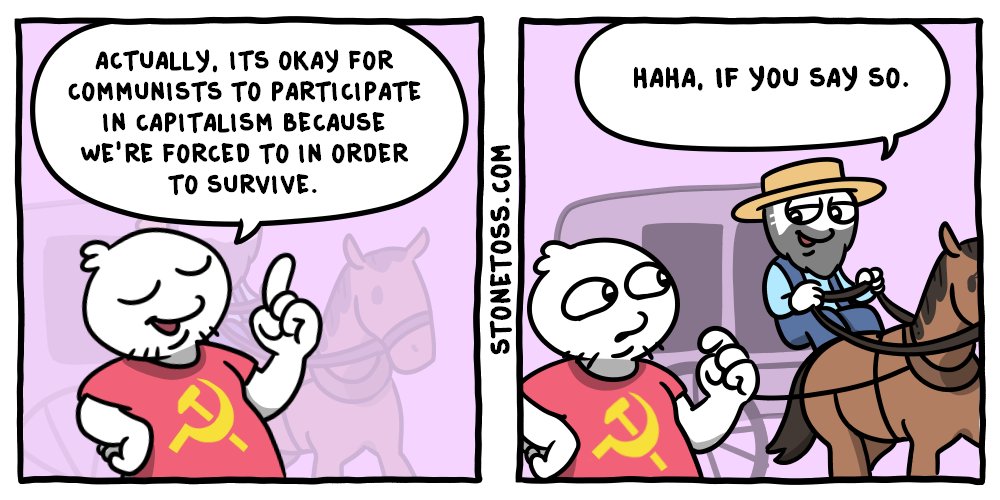 ACTUALLY, ITS OKAY FOR
COMMUNISTS TO PARTICIPATE
IN CAPITALISM BECAUSE
WE'RE FORCED TO IN ORDER
TO SURVIVE.
HAHA, IF YOU SAY SO.
STONETOSS.COM